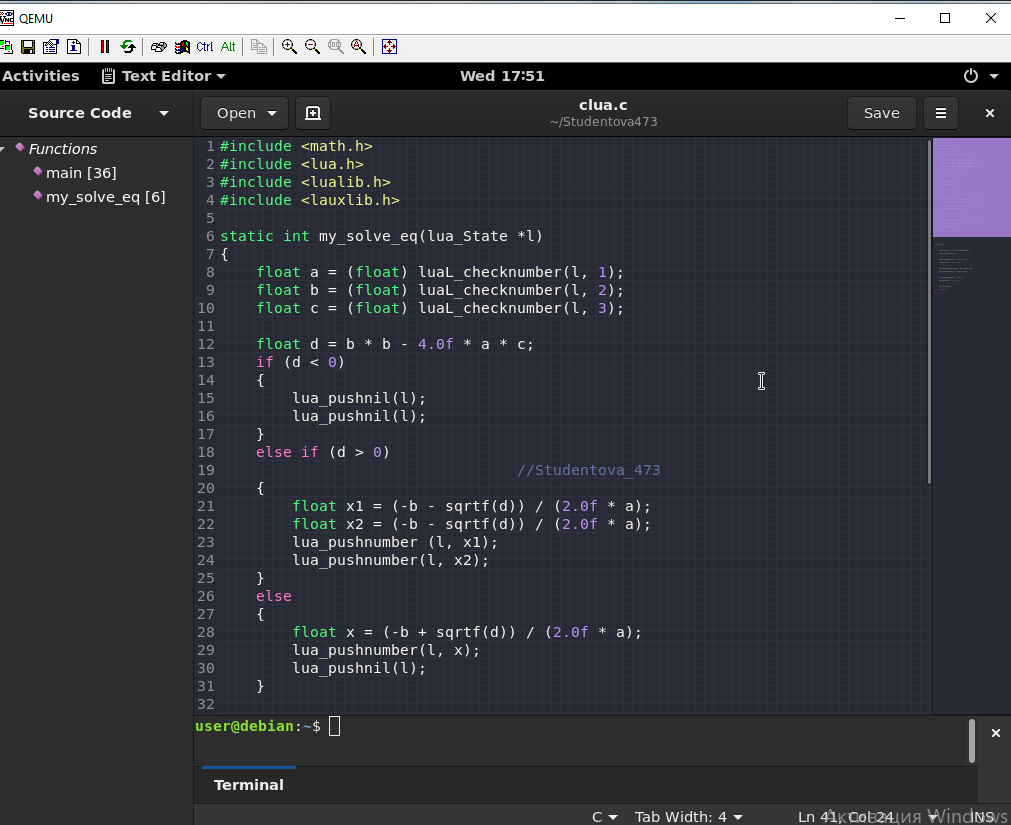 QEMU
Ctrl Alt
Activities Text Editor Wed 17:51
Source Code Open clua.c Save
~/Studentova473
Functions
main [36]
my_solve_eq [6]
1 #include <math.h>
2 #include <lua.h>
3 #include <lualib.h>
4 #include <lauxlib.h>
5
6 static int my_solve_eq(lua_State *l)
7 {
8     float a = (float) luaL_checknumber(l, 1);
9     float b = (float) luaL_checknumber(l, 2);
10     float c = (float) luaL_checknumber(l, 3);
11
12     float d = b * b - 4.0f * a * c;
13     if (d < 0)
14     {
15         lua_pushnil(l);
16         lua_pushnil(l);
17     }
18     else if (d > 0)
19                                  //Studentova_473
20     {
21         float x1 = (-b - sqrtf(d)) / (2.0f * a);
22         float x2 = (-b - sqrtf(d)) / (2.0f * a);
23         lua_pushnumber (l, x1);
24         lua_pushnumber(l, x2);
25     }
26     else
27     {
28         float x = (-b + sqrtf(d)) / (2.0f * a);
29         lua_pushnumber(l, x);
30         lua_pushnil(l);
31     }
32
user@debian:~$
Terminal
C Tab Width: 4 Ln 41, Col 24 INS
Активация Windows